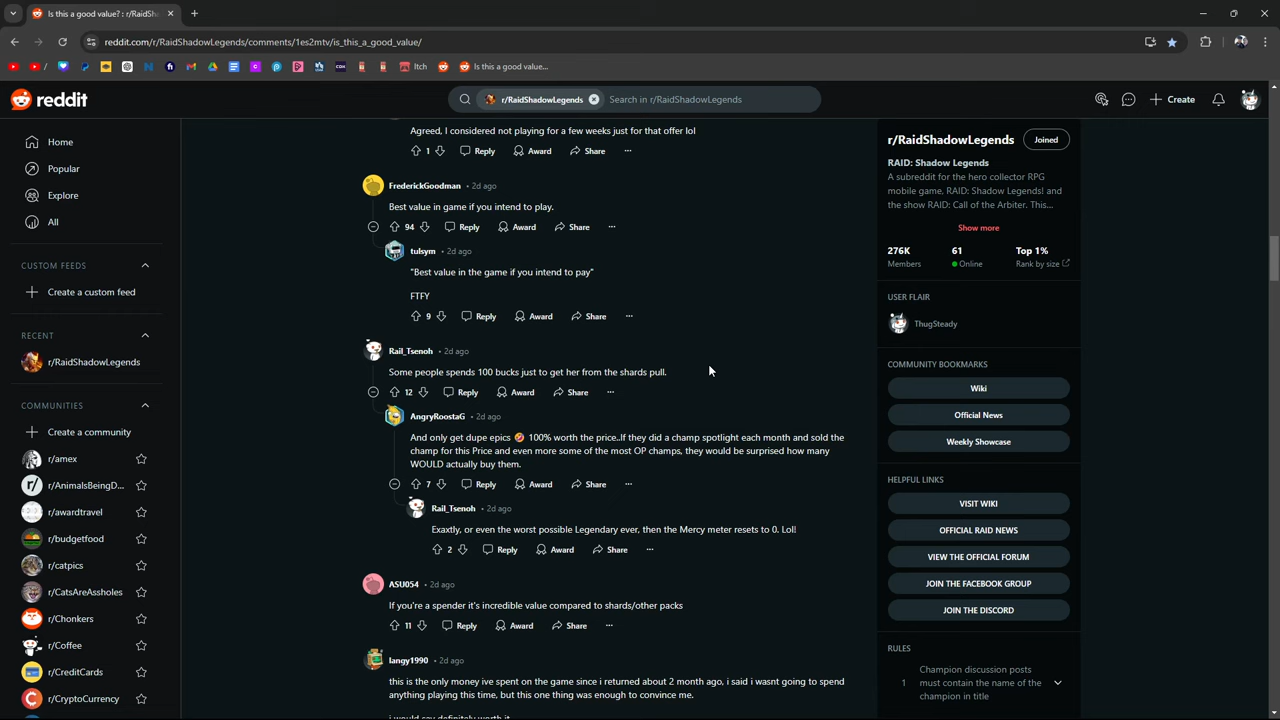 Is this a good value? : r/RaidSh
reddit.com/r/RaidShadowLegends/comments/1es2mtv/is_this_a_good_value/
Itch
Is this a good value...
reddit
r/RaidShadowLegends
Search in r/RaidShadowLegends
Create
Home
Popular
Explore
All
CUSTOM FEEDS
Create a custom feed
RECENT
r/RaidShadowLegends
COMMUNITIES
Create a community
r/amex
r/AnimalsBeingD...
r/awardtravel
r/budgetfood
r/catpics
r/CatsAreAssholes
r/Chonkers
r/Coffee
r/CreditCards
r/CryptoCurrency
Agreed, I considered not playing for a few weeks just for that offer lol
1 Reply Award Share ...
FrederickGoodman • 2d ago
Best value in game if you intend to play.
94 Reply Award Share ...
tulsym • 2d ago
"Best value in the game if you intend to pay"
FTFY
9 Reply Award Share ...
Rail_Tsenoh • 2d ago
Some people spends 100 bucks just to get her from the shards pull.
12 Reply Award Share ...
AngryRoostaG • 2d ago
And only get dupe epics 🤣 100% worth the price..If they did a champ spotlight each month and sold the
champ for this Price and even more some of the most OP champs, they would be surprised how many
WOULD actually buy them.
7 Reply Award Share ...
Rail_Tsenoh • 2d ago
Exaxtly, or even the worst possible Legendary ever, then the Mercy meter resets to 0. Lol!
2 Reply Award Share ...
ASU054 • 2d ago
If you're a spender it's incredible value compared to shards/other packs
11 Reply Award Share ...
langy1990 • 2d ago
this is the only money ive spent on the game since i returned about 2 month ago, i said i wasnt going to spend
anything playing this time, but this one thing was enough to convince me.
i would say definitely worth it
r/RaidShadowLegends
Joined
RAID: Shadow Legends
A subreddit for the hero collector RPG
mobile game, RAID: Shadow Legends! and
the show RAID: Call of the Arbiter. This...
Show more
276K 61 Top 1%
Members Online Rank by size
USER FLAIR
ThugSteady
COMMUNITY BOOKMARKS
Wiki
Official News
Weekly Showcase
HELPFUL LINKS
VISIT WIKI
OFFICIAL RAID NEWS
VIEW THE OFFICIAL FORUM
JOIN THE FACEBOOK GROUP
JOIN THE DISCORD
RULES
1 Champion discussion posts
must contain the name of the
champion in title